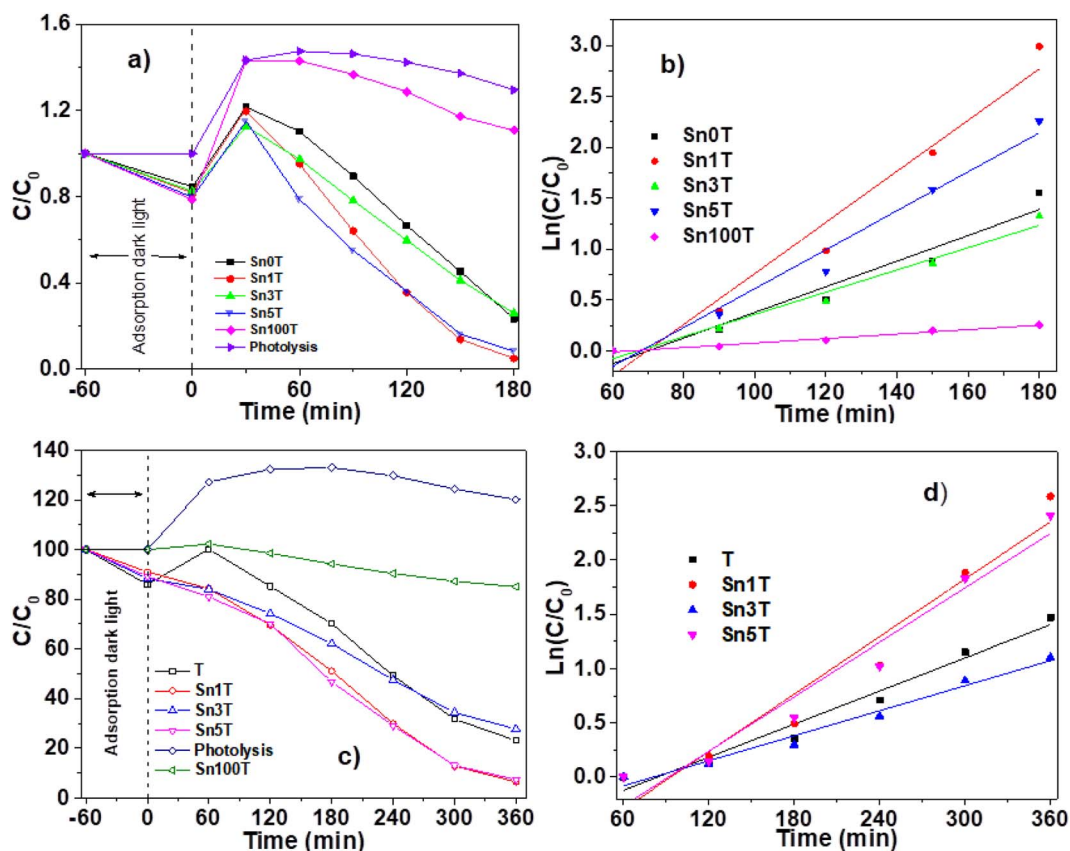 a)
C/C0
1.6
1.2
0.8
0.4
0.0
Adsorption dark light
Sn0T
Sn1T
Sn3T
Sn5T
Sn100T
Photolysis
-60 0 60 120 180
Time (min)
b)
Ln(C/C0)
3.0
2.5
2.0
1.5
1.0
0.5
0.0
Sn0T
Sn1T
Sn3T
Sn5T
Sn100T
60 80 100 120 140 160 180
Time (min)
c)
C/C0
140
120
100
80
60
40
20
0
Adsorption dark light
T
Sn1T
Sn3T
Sn5T
Photolysis
Sn100T
-60 0 60 120 180 240 300 360
Time (min)
d)
Ln(C/C0)
3.0
2.5
2.0
1.5
1.0
0.5
0.0
T
Sn1T
Sn3T
Sn5T
60 120 180 240 300 360
Time (min)